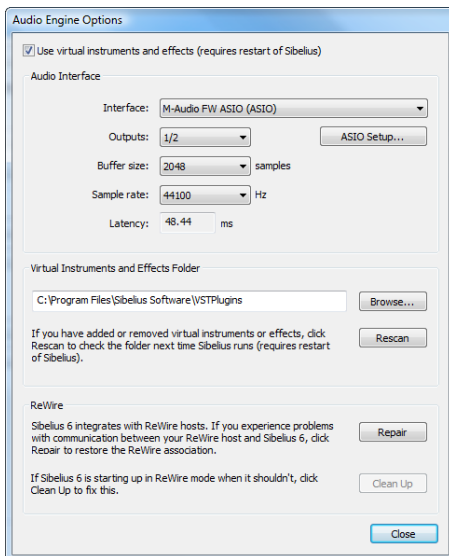 Audio Engine Options
Use virtual instruments and effects (requires restart of Sibelius)
Audio Interface
Interface: M-Audio FW ASIO (ASIO)
Outputs: 1/2 ASIO Setup...
Buffer size: 2048 samples
Sample rate: 44100 Hz
Latency: 48.44 ms
Virtual Instruments and Effects Folder
C:\Program Files\Sibelius Software\VSTPlugins Browse...
If you have added or removed virtual instruments or effects, click
Rescan to check the folder next time Sibelius runs (requires restart
of Sibelius).
Rescan
ReWire
Sibelius 6 integrates with ReWire hosts. If you experience problems
with communication between your ReWire host and Sibelius 6, click
Repair to restore the ReWire association.
Repair
If Sibelius 6 is starting up in ReWire mode when it shouldn't, click
Clean Up to fix this.
Clean Up
Close